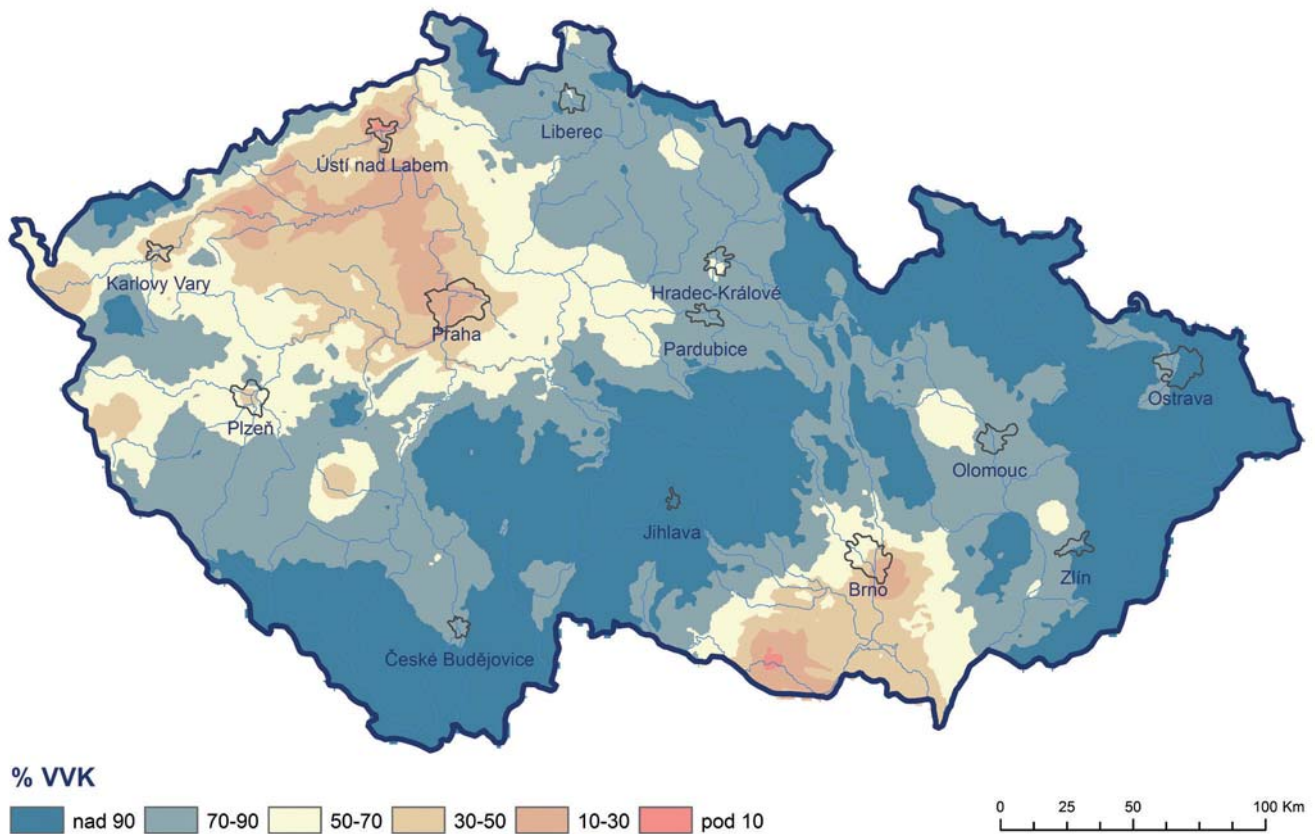 Liberec
Ústí nad Labem
Karlovy Vary
Hradec-Králové
Praha
Pardubice
Plzeň
Ostrava
Olomouc
Jihlava
Zlín
Brno
České Budějovice
% VVK
nad 90 70-90 50-70 30-50 10-30 pod 10
0 25 50 100 Km